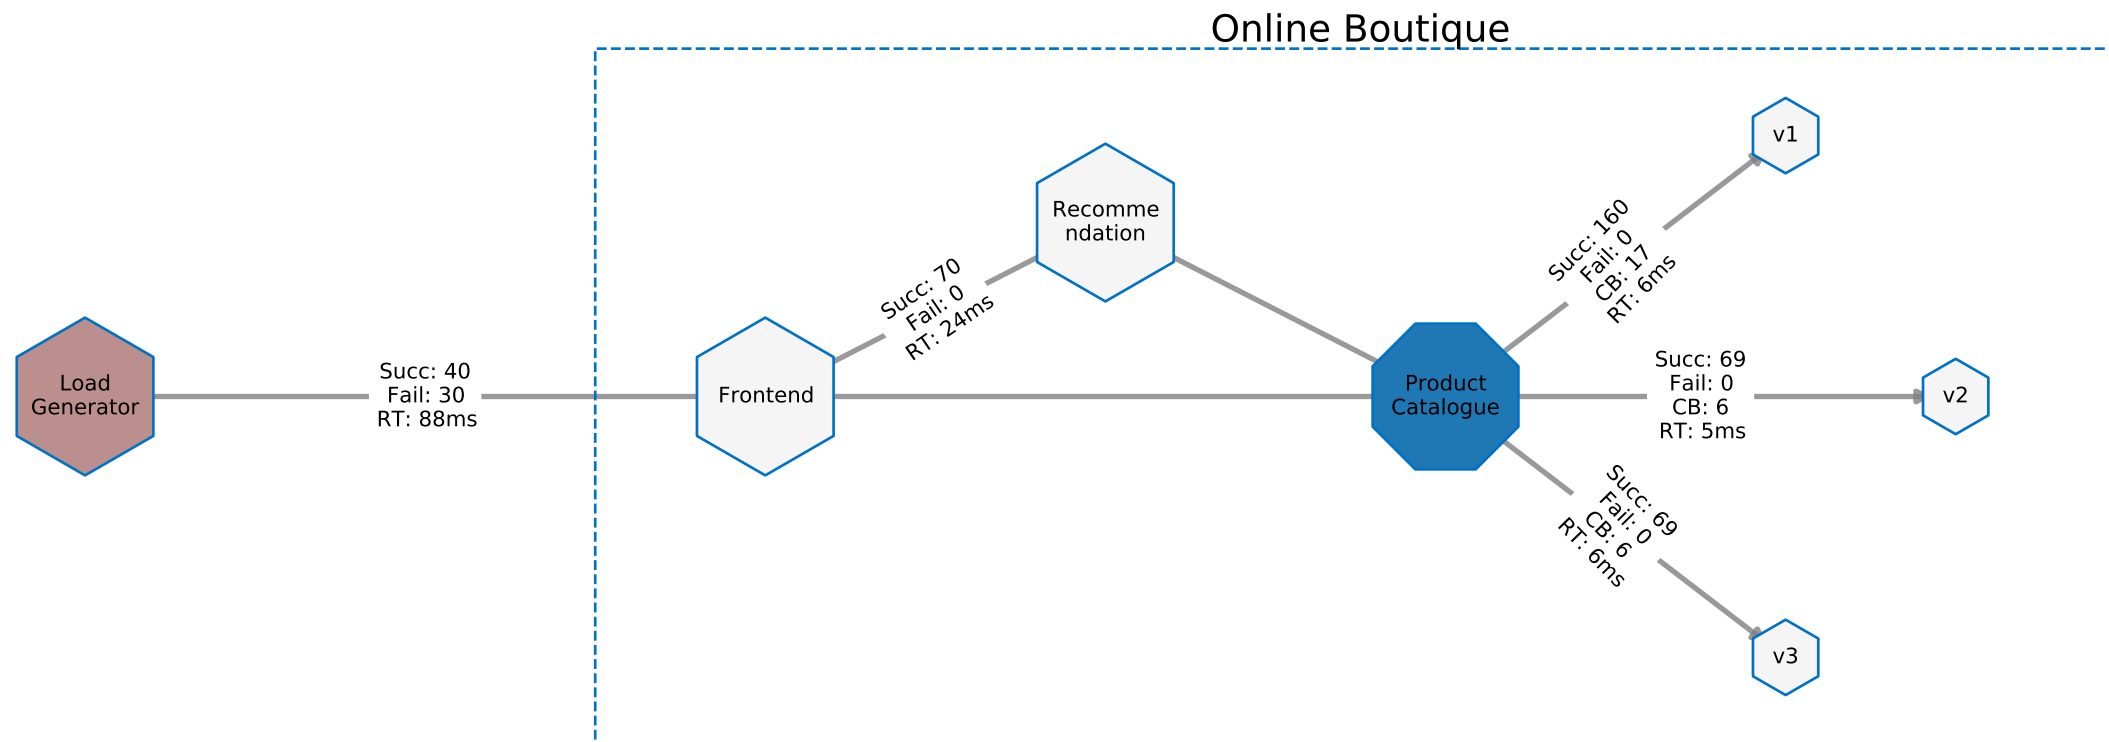 Online Boutique
Load
Generator
Succ: 40
Fail: 30
RT: 88ms
Frontend
Succ: 70
Fail: 0
RT: 24ms
Recomme
ndation
Product
Catalogue
Succ: 160
Fail: 0
CB: 17
RT: 6ms
v1
Succ: 69
Fail: 0
CB: 6
RT: 5ms
v2
Succ: 69
Fail: 0
CB: 6
RT: 6ms
v3